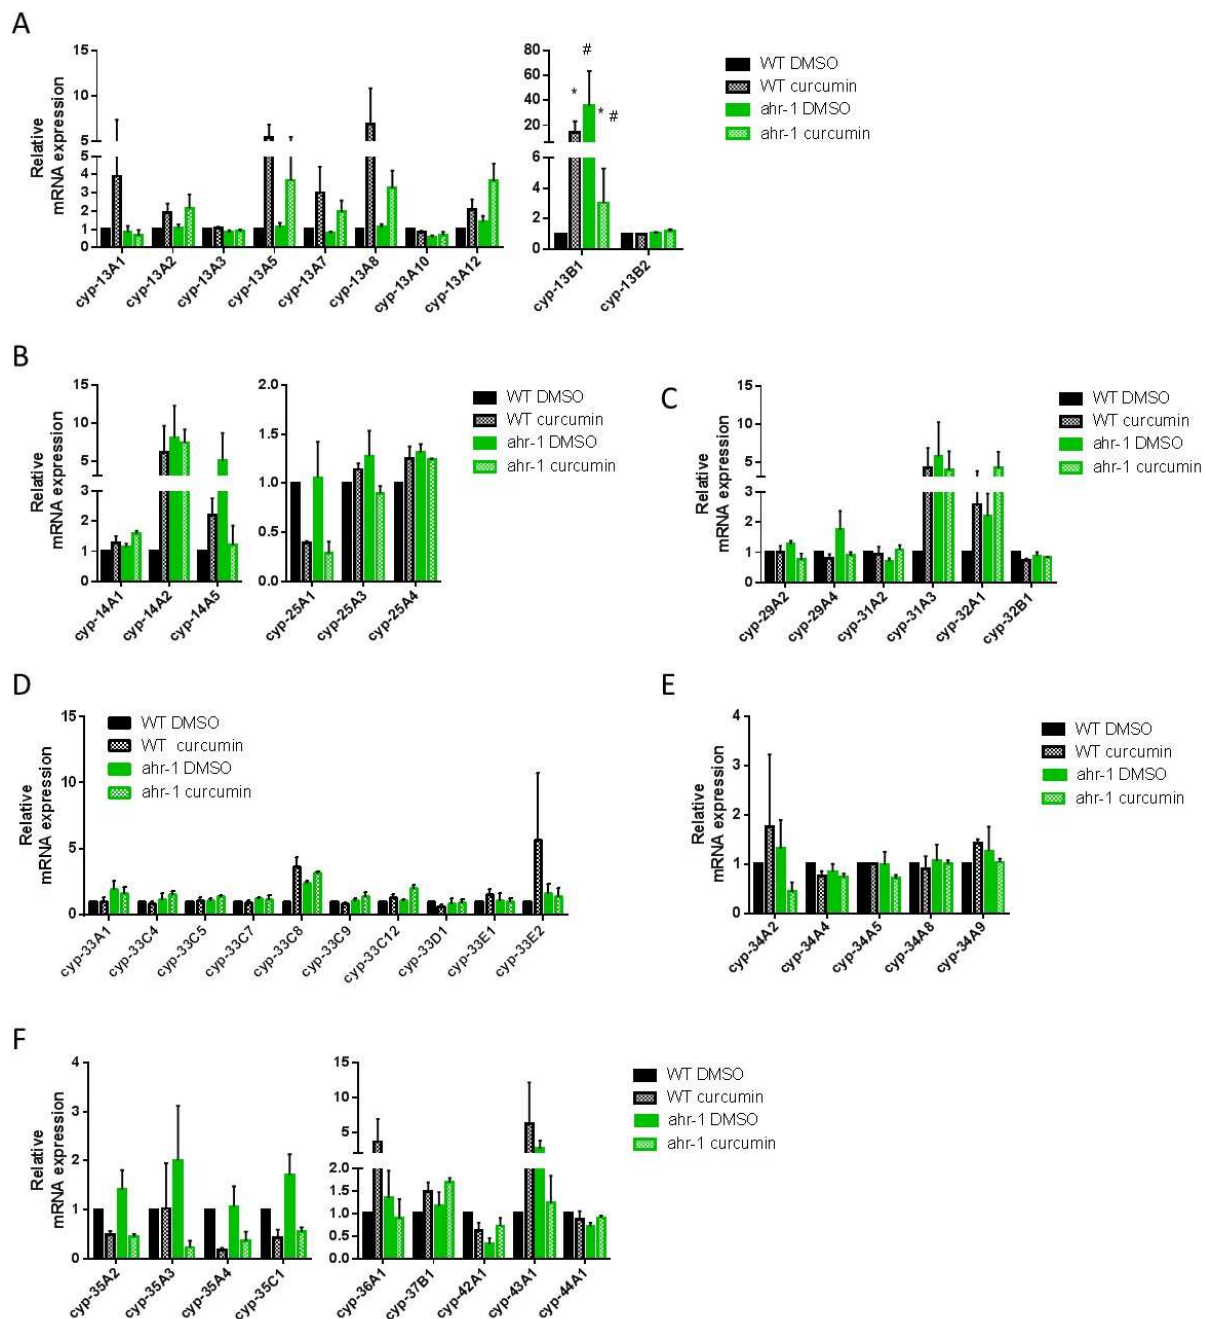 A
Relative
mRNA expression
15
10
5
6
5
4
3
2
1
0
cyp-13A1
cyp-13A2
cyp-13A3
cyp-13A5
cyp-13A7
cyp-13A8
cyp-13A10
cyp-13A12
80
60
40
20
6
4
2
0
#
*
* #
cyp-13B1
cyp-13B2
WT DMSO
WT curcumin
ahr-1 DMSO
ahr-1 curcumin
B
Relative
mRNA expression
15
10
5
3
2
1
0
cyp-14A1
cyp-14A2
cyp-14A5
2.0
1.5
1.0
0.5
0.0
cyp-25A1
cyp-25A3
cyp-25A4
WT DMSO
WT curcumin
ahr-1 DMSO
ahr-1 curcumin
C
Relative
mRNA expression
15
10
5
3
2
1
0
cyp-29A2
cyp-29A4
cyp-31A2
cyp-31A3
cyp-32A1
cyp-32B1
WT DMSO
WT curcumin
ahr-1 DMSO
ahr-1 curcumin
D
Relative
mRNA expression
15
10
5
0
WT DMSO
WT curcumin
ahr-1 DMSO
ahr-1 curcumin
cyp-33A1
cyp-33C4
cyp-33C5
cyp-33C7
cyp-33C8
cyp-33C9
cyp-33C12
cyp-33D1
cyp-33E1
cyp-33E2
E
Relative
mRNA expression
4
3
2
1
0
cyp-34A2
cyp-34A4
cyp-34A5
cyp-34A8
cyp-34A9
WT DMSO
WT curcumin
ahr-1 DMSO
ahr-1 curcumin
F
Relative
mRNA expression
4
3
2
1
0
cyp-35A2
cyp-35A3
cyp-35A4
cyp-35C1
15
10
5
2.0
1.5
1.0
0.5
0.0
cyp-36A1
cyp-37B1
cyp-42A1
cyp-43A1
cyp-44A1
WT DMSO
WT curcumin
ahr-1 DMSO
ahr-1 curcumin